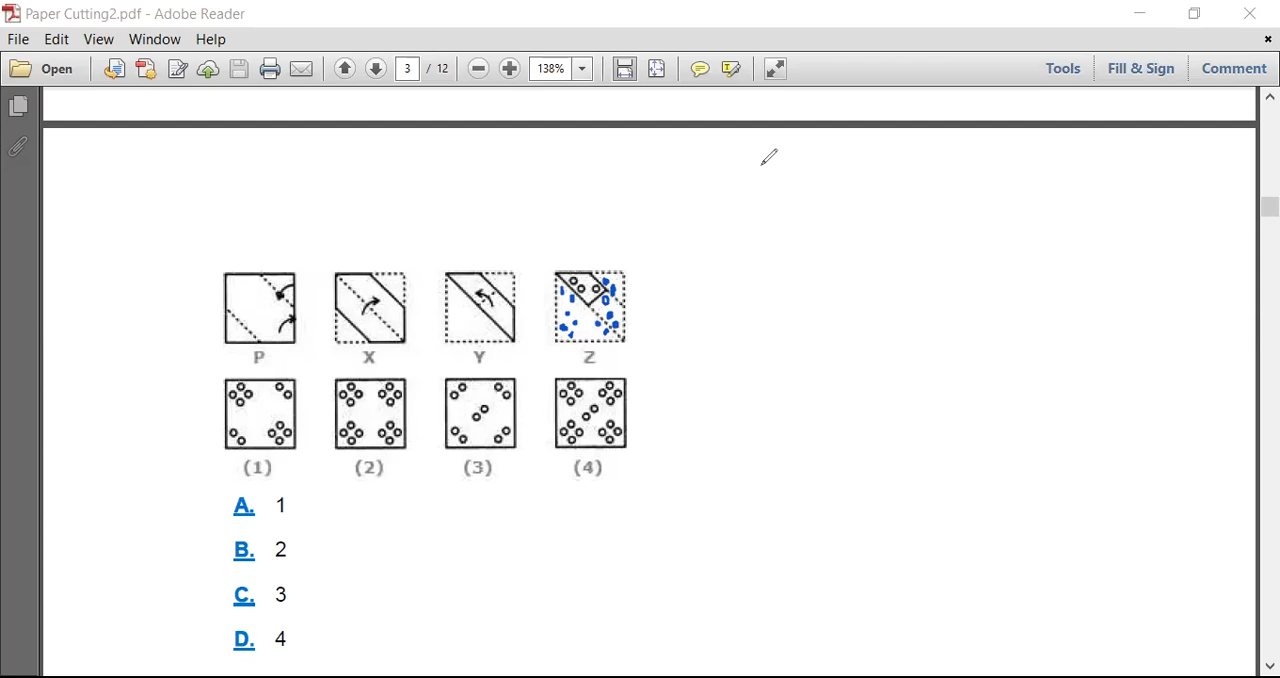 Paper Cutting2.pdf - Adobe Reader
File Edit View Window Help
Open 3 / 12 138% Tools Fill & Sign Comment
P X Y Z
(1) (2) (3) (4)
A. 1
B. 2
C. 3
D. 4